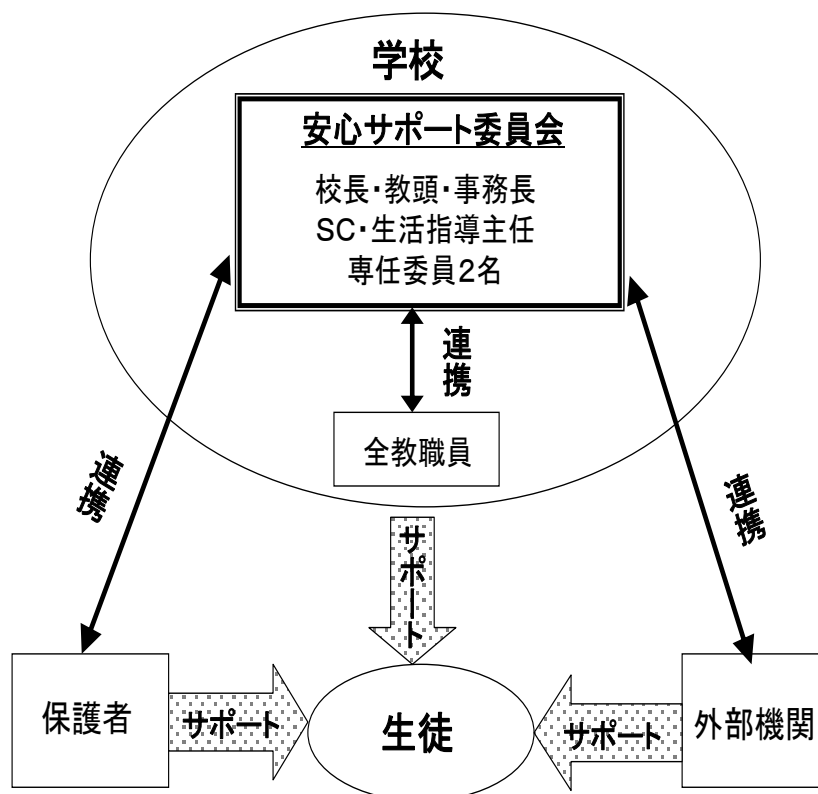 学校
安心サポート委員会
校長・教頭・事務長
SC・生活指導主任
専任委員2名
連携
全教職員
連携
連携
サポート
保護者
サポート
生徒
サポート
外部機関